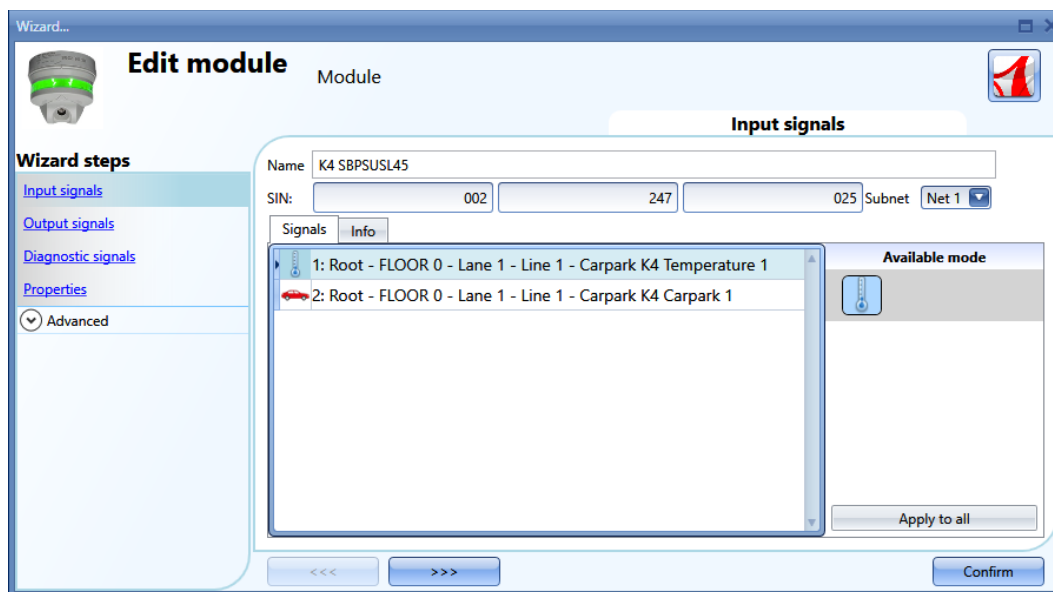 Wizard...
Edit module
Module
Input signals
Wizard steps
Input signals
Output signals
Diagnostic signals
Properties
Advanced
Name K4 SBPSUSL45
SIN: 002 247 025 Subnet Net 1
Signals Info
1: Root - FLOOR 0 - Lane 1 - Line 1 - Carpark K4 Temperature 1
2: Root - FLOOR 0 - Lane 1 - Line 1 - Carpark K4 Carpark 1
Available mode
Apply to all
<<< >>> Confirm